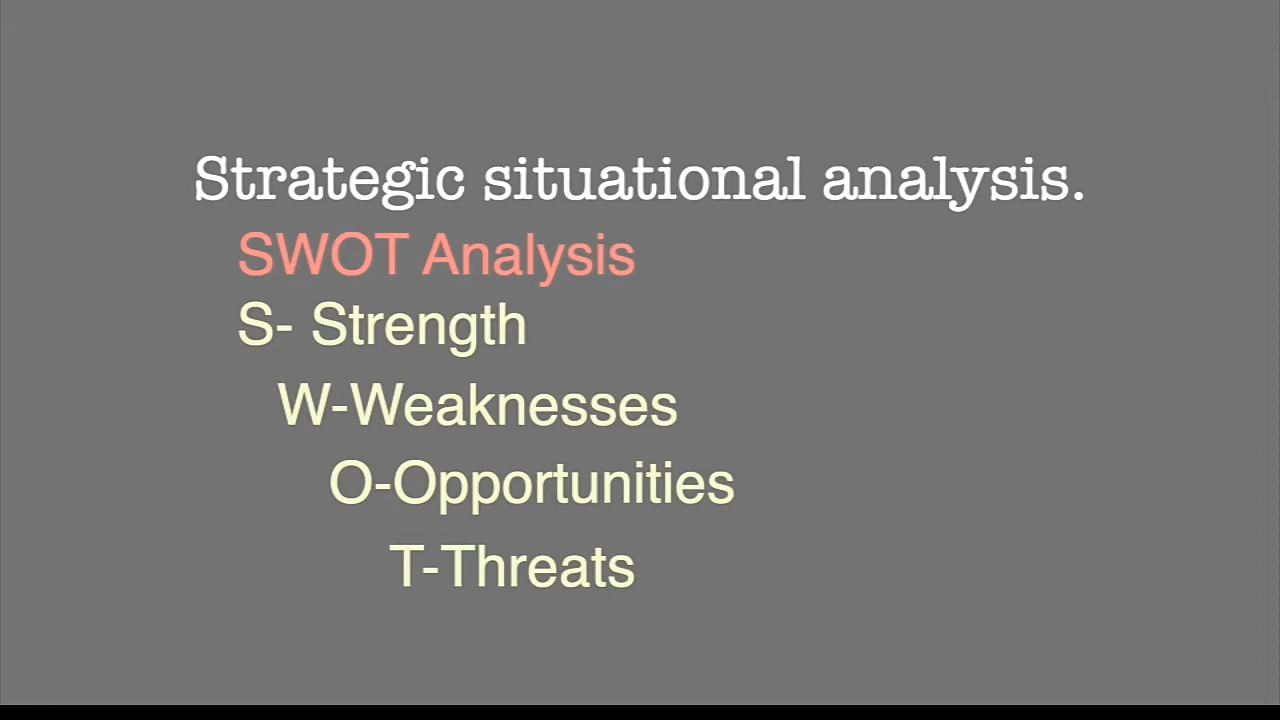 Strategic situational analysis.
SWOT Analysis
S- Strength
W-Weaknesses
O-Opportunities
T-Threats